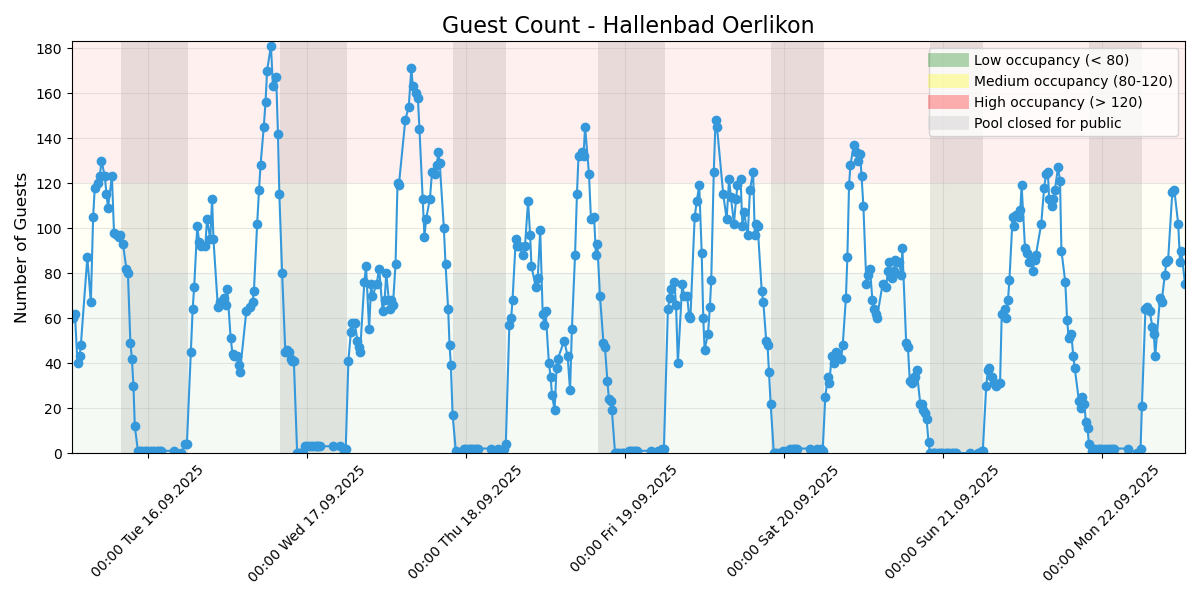 Guest Count - Hallenbad Oerlikon
Number of Guests
180
160
140
120
100
80
60
40
20
0
Low occupancy (< 80)
Medium occupancy (80-120)
High occupancy (> 120)
Pool closed for public
00:00 Tue 16.09.2025
00:00 Wed 17.09.2025
00:00 Thu 18.09.2025
00:00 Fri 19.09.2025
00:00 Sat 20.09.2025
00:00 Sun 21.09.2025
00:00 Mon 22.09.2025